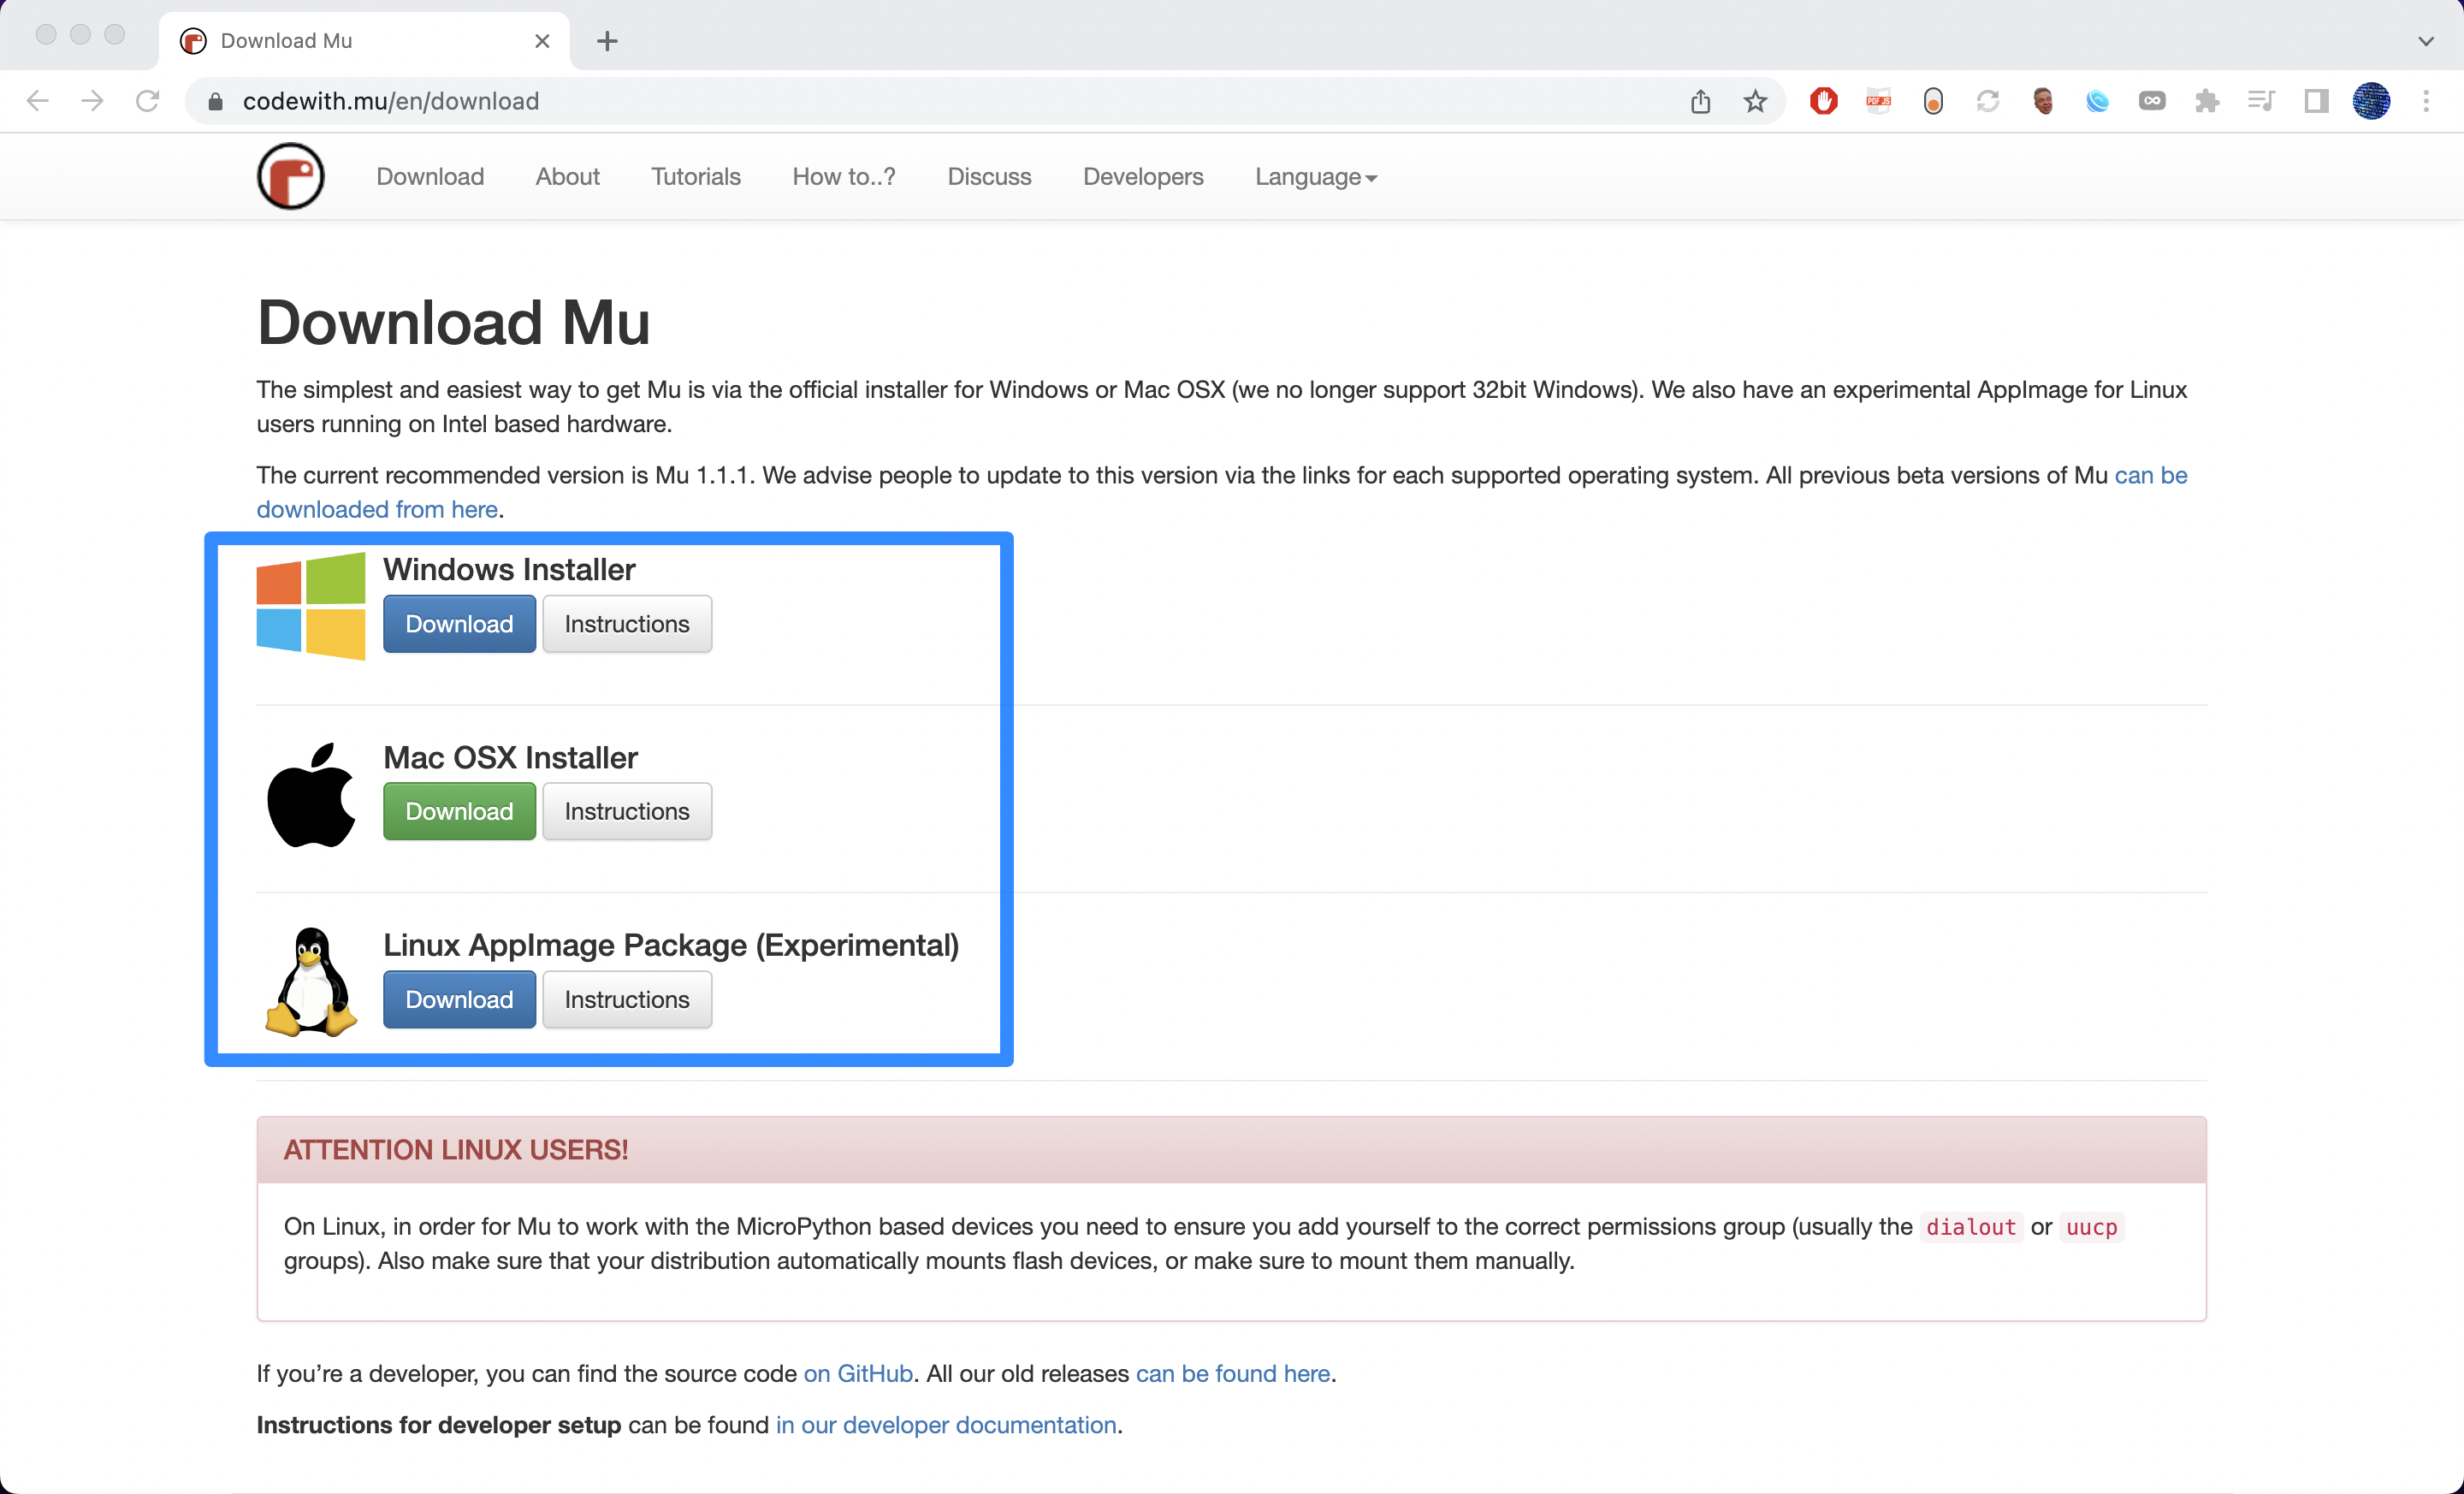 Download Mu
codewith.mu/en/download
PDF JS
Download About Tutorials How to..? Discuss Developers Language
Download Mu
The simplest and easiest way to get Mu is via the official installer for Windows or Mac OSX (we no longer support 32bit Windows). We also have an experimental AppImage for Linux
users running on Intel based hardware.
The current recommended version is Mu 1.1.1. We advise people to update to this version via the links for each supported operating system. All previous beta versions of Mu can be
downloaded from here.
Windows Installer
Download Instructions
Mac OSX Installer
Download Instructions
Linux AppImage Package (Experimental)
Download Instructions
ATTENTION LINUX USERS!
On Linux, in order for Mu to work with the MicroPython based devices you need to ensure you add yourself to the correct permissions group (usually the dialout or uucp
groups). Also make sure that your distribution automatically mounts flash devices, or make sure to mount them manually.
If you’re a developer, you can find the source code on GitHub. All our old releases can be found here.
Instructions for developer setup can be found in our developer documentation.